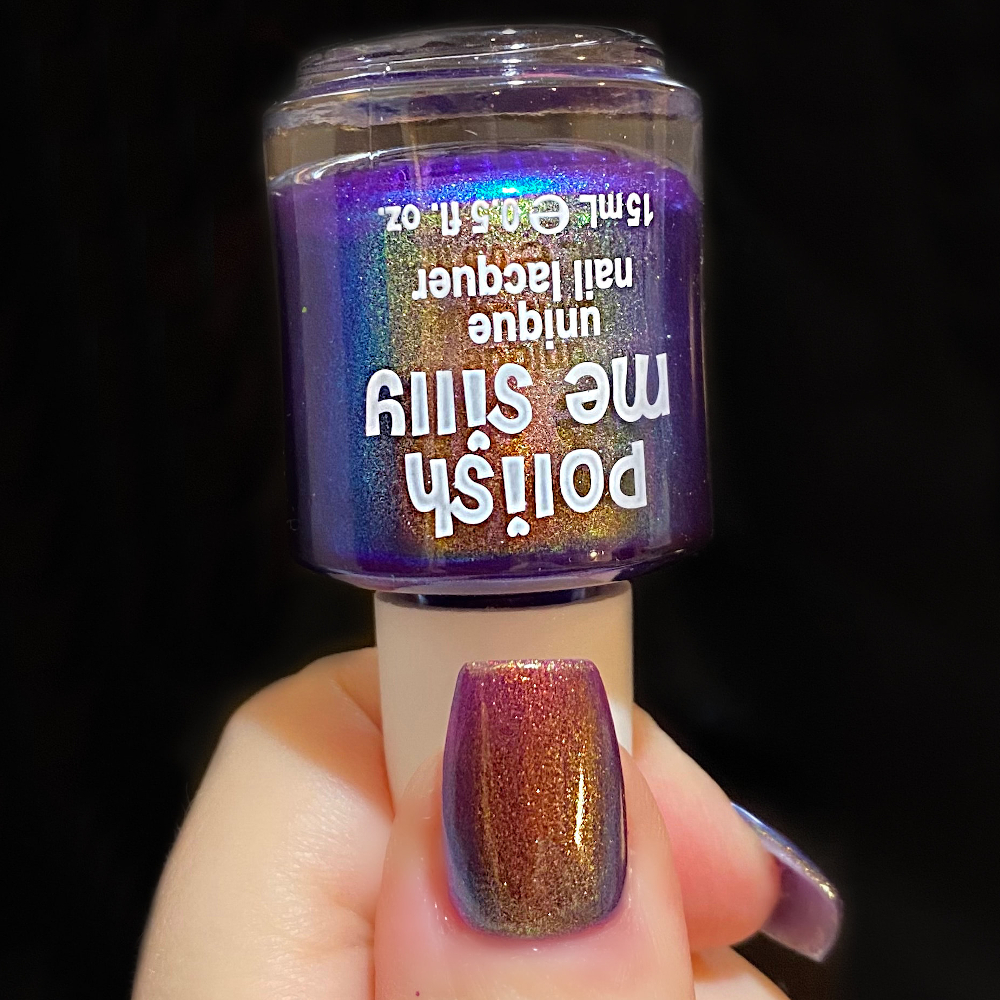 polish
me silly
unique
nail lacquer
15mL ℮ 0.5 fl. oz.